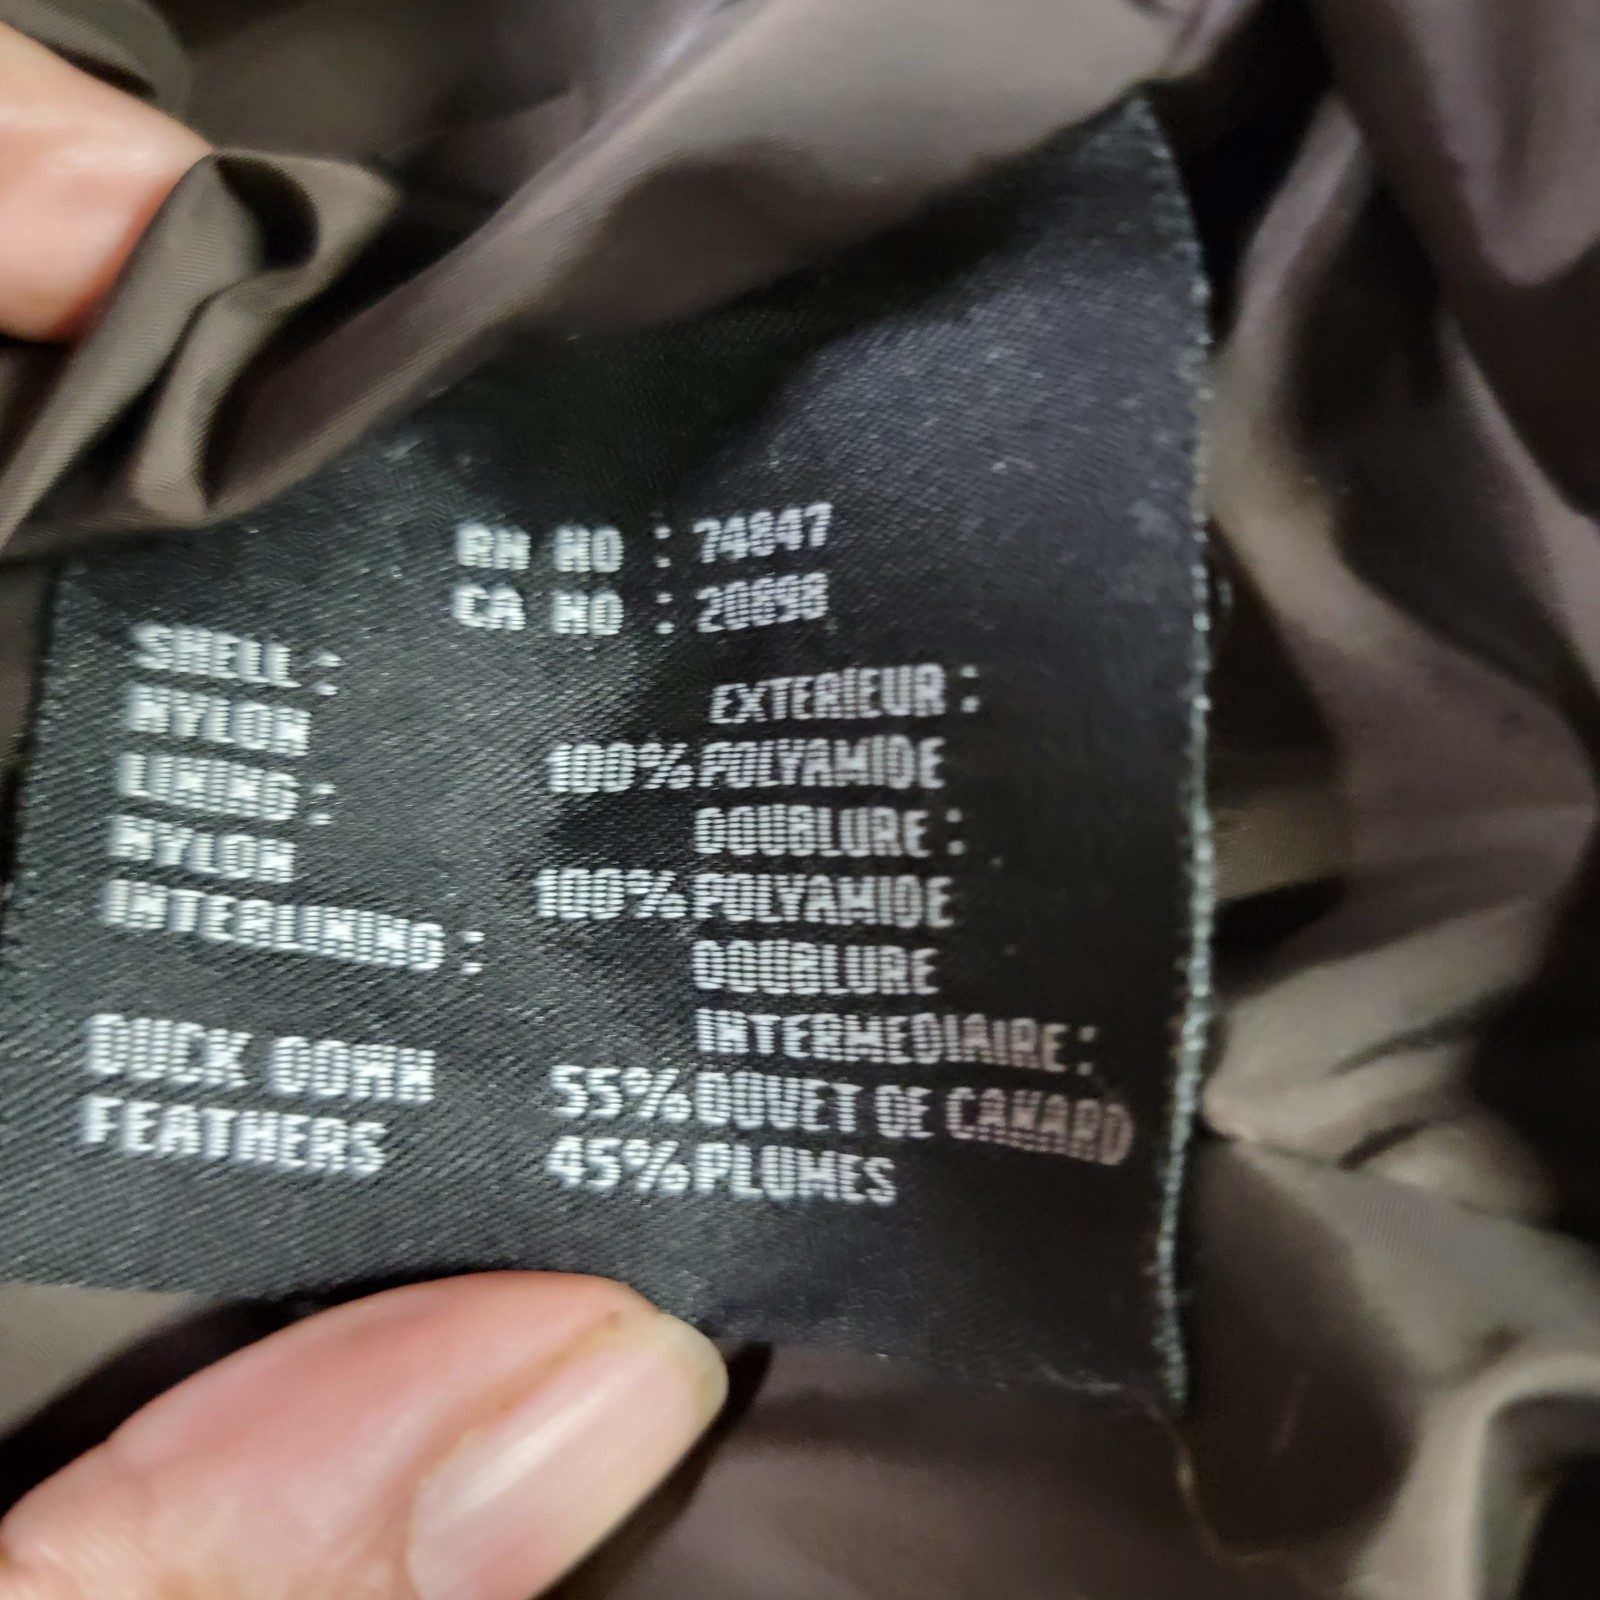 RN NO : 74847
CA NO : 20898
SHELL : EXTERIEUR :
NYLON 100% POLYAMIDE
LINING : DOUBLURE :
NYLON 100% POLYAMIDE
INTERLINING : DOUBLURE
INTERMEDIAIRE :
DUCK DOWN 55% DUVET DE CANARD
FEATHERS 45% PLUMES